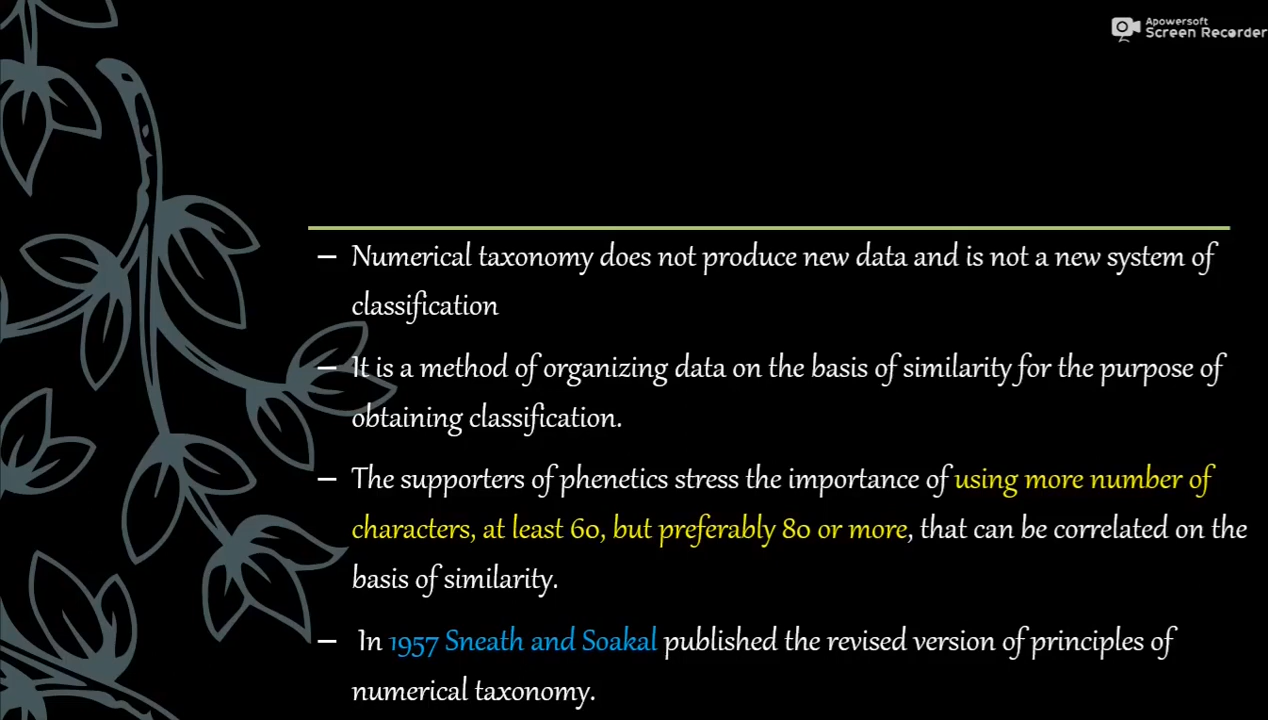 Apowersoft
Screen Recorder
– Numerical taxonomy does not produce new data and is not a new system of
classification
– It is a method of organizing data on the basis of similarity for the purpose of
obtaining classification.
– The supporters of phenetics stress the importance of using more number of
characters, at least 60, but preferably 80 or more, that can be correlated on the
basis of similarity.
– In 1957 Sneath and Soakal published the revised version of principles of
numerical taxonomy.